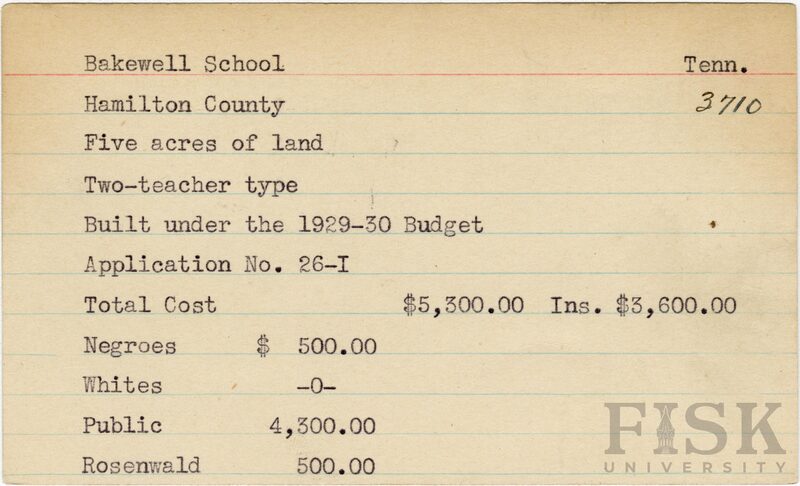 Bakewell School Tenn.
Hamilton County 3710
Five acres of land
Two-teacher type
Built under the 1929-30 Budget
Application No. 26-I
Total Cost $5,300.00 Ins. $3,600.00
Negroes $ 500.00
Whites -0-
Public 4,300.00
Rosenwald 500.00
FISK
UNIVERSITY